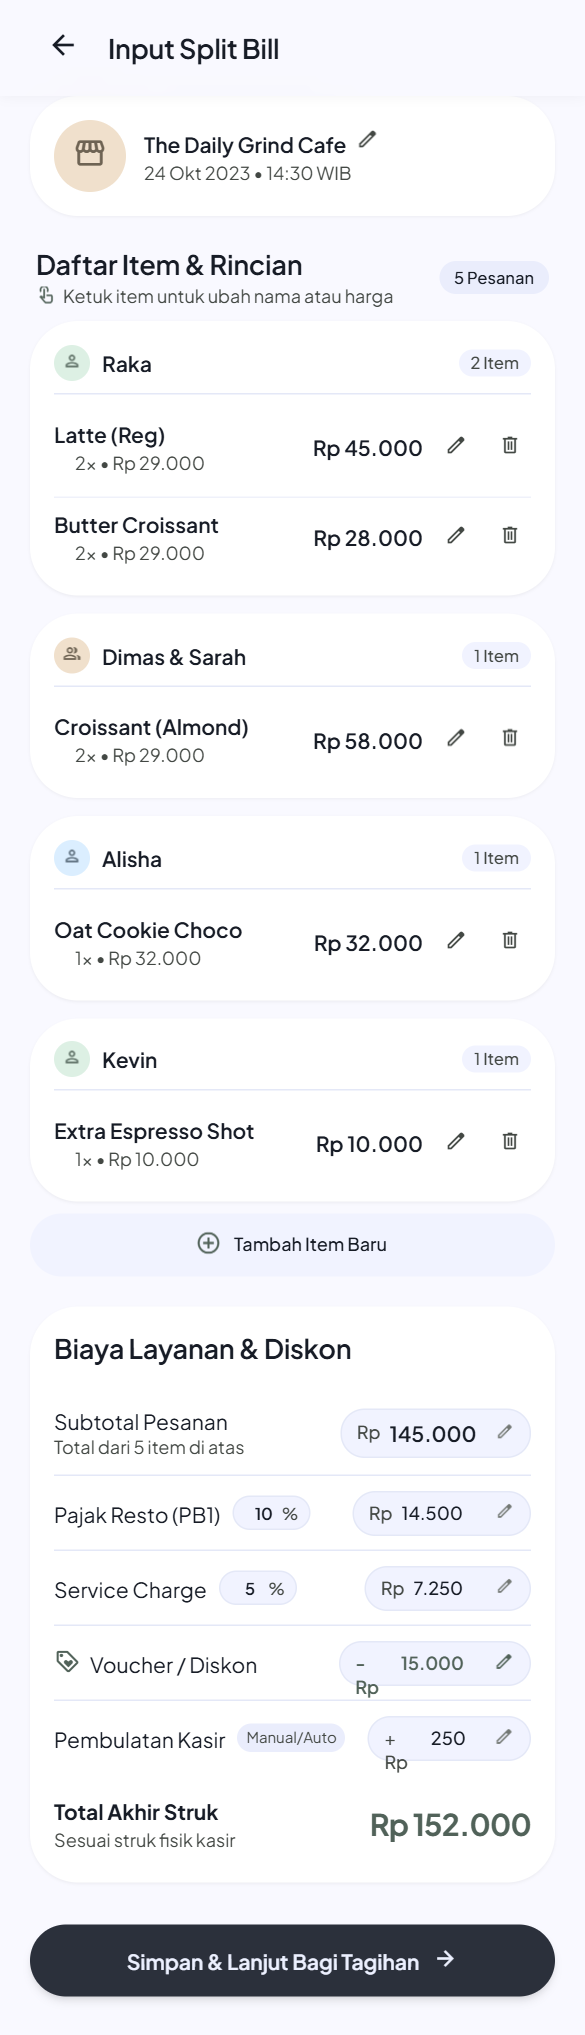 Input Split Bill
The Daily Grind Cafe
24 Okt 2023 • 14:30 WIB
Daftar Item & Rincian
5 Pesanan
Ketuk item untuk ubah nama atau harga
Raka
2 Item
Latte (Reg)
2× • Rp 29.000
Rp 45.000
Butter Croissant
2× • Rp 29.000
Rp 28.000
Dimas & Sarah
1 Item
Croissant (Almond)
2× • Rp 29.000
Rp 58.000
Alisha
1 Item
Oat Cookie Choco
1× • Rp 32.000
Rp 32.000
Kevin
1 Item
Extra Espresso Shot
1× • Rp 10.000
Rp 10.000
Tambah Item Baru
Biaya Layanan & Diskon
Subtotal Pesanan
Total dari 5 item di atas
Rp 145.000
Pajak Resto (PB1) 10 % Rp 14.500
Service Charge 5 % Rp 7.250
Voucher / Diskon - Rp 15.000
Pembulatan Kasir Manual/Auto + Rp 250
Total Akhir Struk
Sesuai struk fisik kasir
Rp 152.000
Simpan & Lanjut Bagi Tagihan